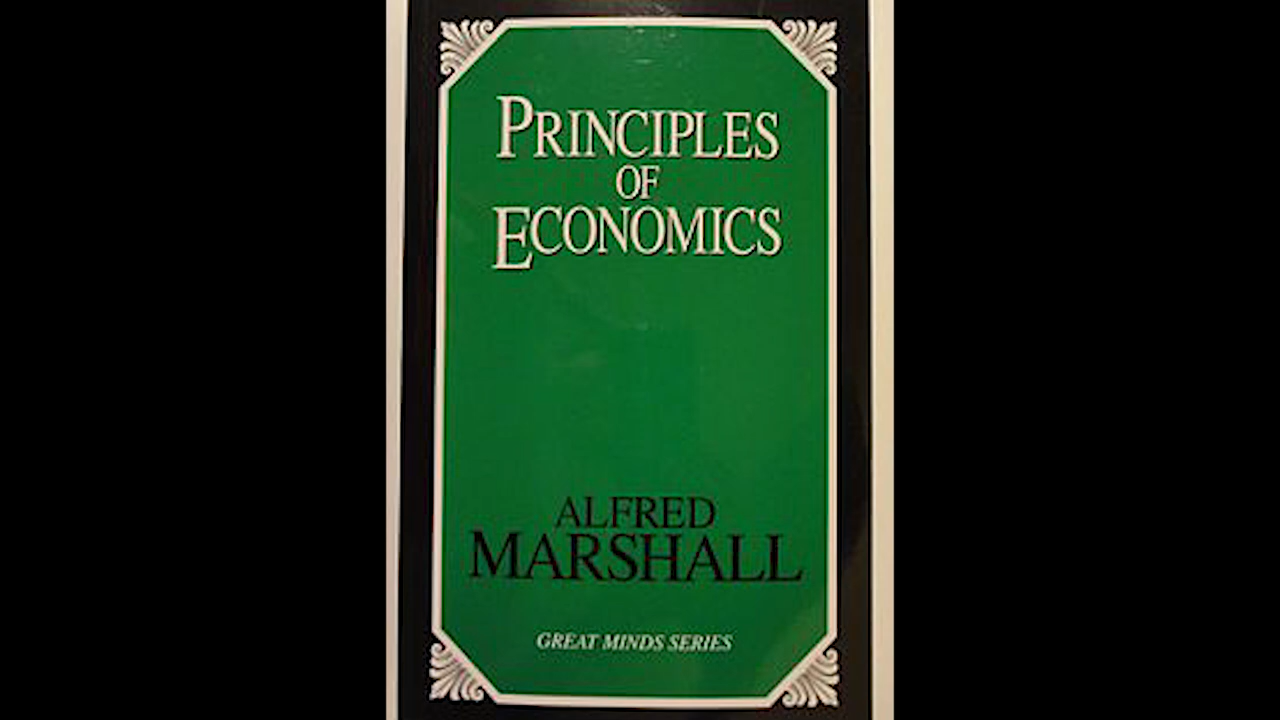 PRINCIPLES
OF
ECONOMICS
ALFRED
MARSHALL
GREAT MINDS SERIES